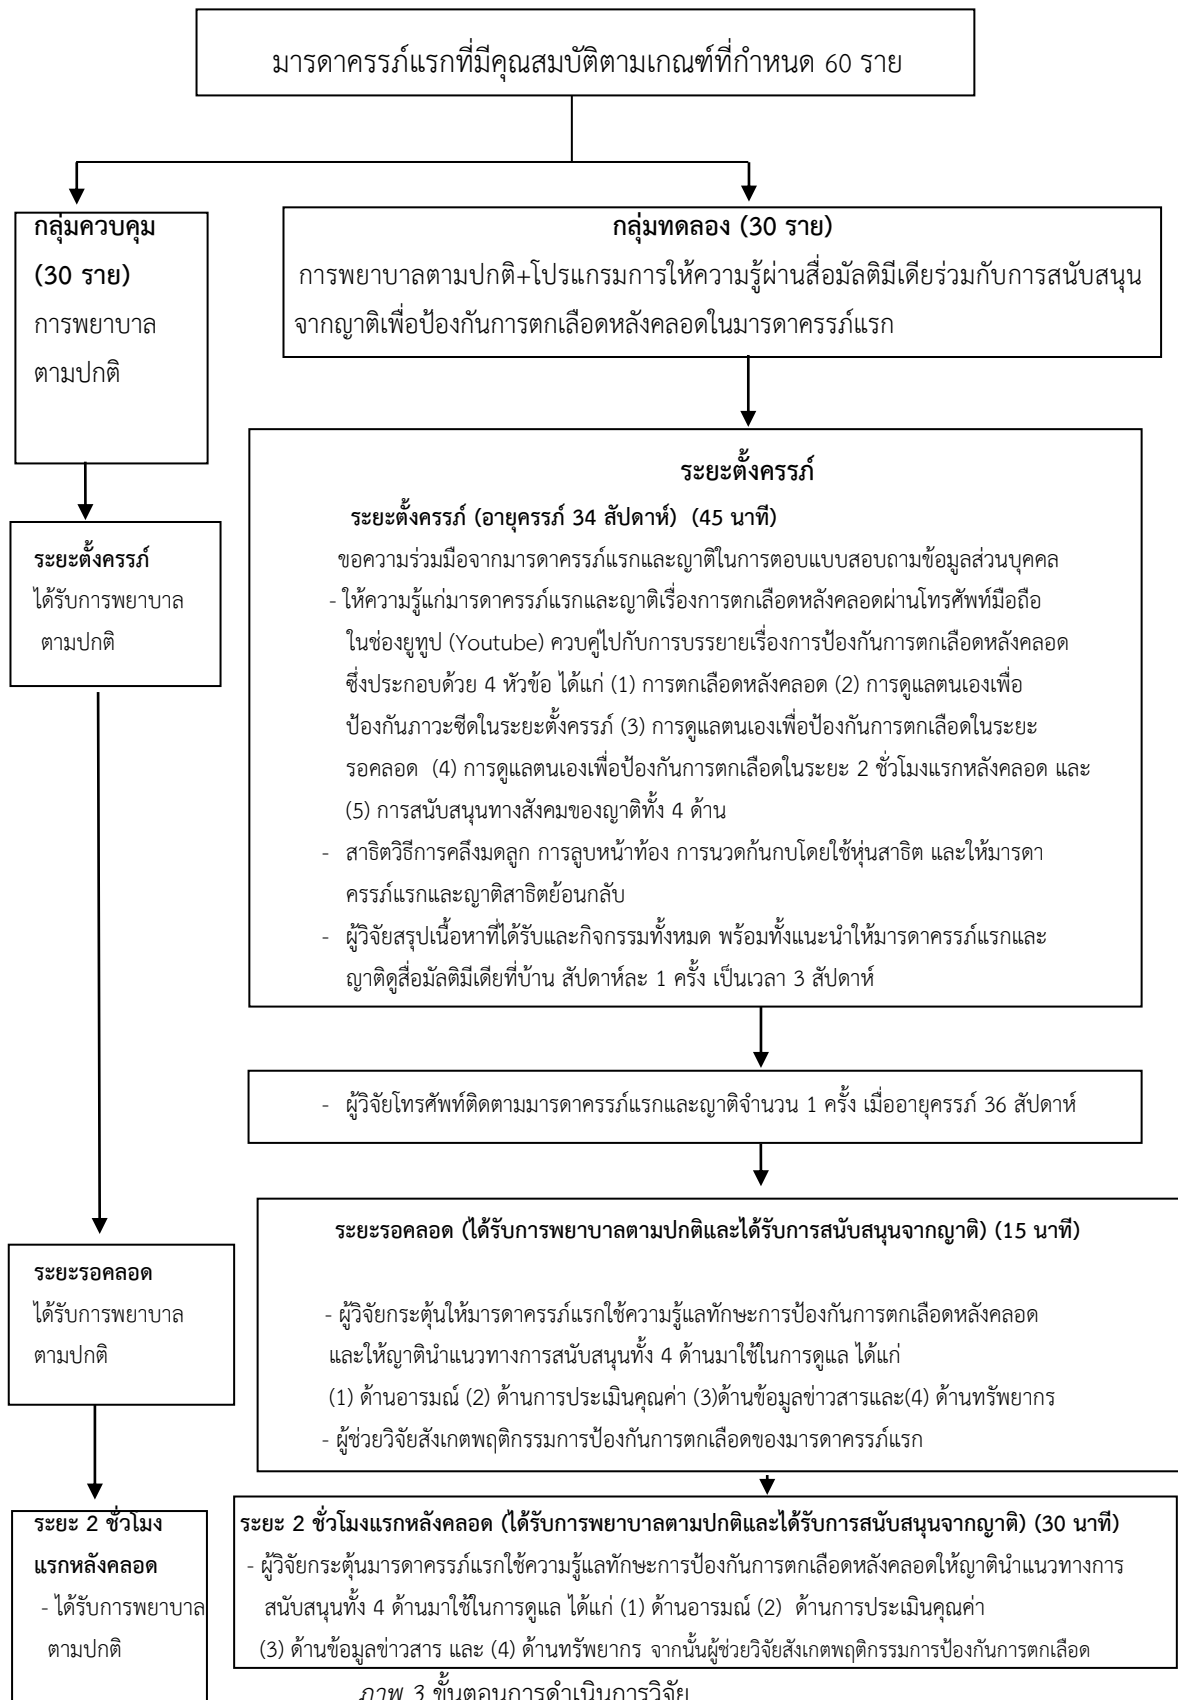 มารดาครรภ์แรกที่มีคุณสมบัติตามเกณฑ์ที่กำหนด 60 ราย
กลุ่มควบคุม
(30 ราย)
การพยาบาล
ตามปกติ
กลุ่มทดลอง (30 ราย)
การพยาบาลตามปกติ+โปรแกรมการให้ความรู้ผ่านสื่อมัลติมีเดียร่วมกับการสนับสนุน
จากญาติเพื่อป้องกันการตกเลือดหลังคลอดในมารดาครรภ์แรก
ระยะตั้งครรภ์
ได้รับการพยาบาล
ตามปกติ
ระยะตั้งครรภ์
ระยะตั้งครรภ์ (อายุครรภ์ 34 สัปดาห์) (45 นาที)
ขอความร่วมมือจากมารดาครรภ์แรกและญาติในการตอบแบบสอบถามข้อมูลส่วนบุคคล
- ให้ความรู้แก่มารดาครรภ์แรกและญาติเรื่องการตกเลือดหลังคลอดผ่านโทรศัพท์มือถือ
ในช่องยูทูป (Youtube) ควบคู่ไปกับการบรรยายเรื่องการป้องกันการตกเลือดหลังคลอด
ซึ่งประกอบด้วย 4 หัวข้อ ได้แก่ (1) การตกเลือดหลังคลอด (2) การดูแลตนเองเพื่อ
ป้องกันภาวะซีดในระยะตั้งครรภ์ (3) การดูแลตนเองเพื่อป้องกันการตกเลือดในระยะ
รอคลอด (4) การดูแลตนเองเพื่อป้องกันการตกเลือดในระยะ 2 ชั่วโมงแรกหลังคลอด และ
(5) การสนับสนุนทางสังคมของญาติทั้ง 4 ด้าน
- สาธิตวิธีการคลึงมดลูก การลูบหน้าท้อง การนวดก้นกบโดยใช้หุ่นสาธิต และให้มารดา
ครรภ์แรกและญาติสาธิตย้อนกลับ
- ผู้วิจัยสรุปเนื้อหาที่ได้รับและกิจกรรมทั้งหมด พร้อมทั้งแนะนำให้มารดาครรภ์แรกและ
ญาติดูสื่อมัลติมีเดียที่บ้าน สัปดาห์ละ 1 ครั้ง เป็นเวลา 3 สัปดาห์
- ผู้วิจัยโทรศัพท์ติดตามมารดาครรภ์แรกและญาติจำนวน 1 ครั้ง เมื่ออายุครรภ์ 36 สัปดาห์
ระยะรอคลอด
ได้รับการพยาบาล
ตามปกติ
ระยะรอคลอด (ได้รับการพยาบาลตามปกติและได้รับการสนับสนุนจากญาติ) (15 นาที)
- ผู้วิจัยกระตุ้นให้มารดาครรภ์แรกใช้ความรู้แลทักษะการป้องกันการตกเลือดหลังคลอด
และให้ญาตินำแนวทางการสนับสนุนทั้ง 4 ด้านมาใช้ในการดูแล ได้แก่
(1) ด้านอารมณ์ (2) ด้านการประเมินคุณค่า (3)ด้านข้อมูลข่าวสารและ(4) ด้านทรัพยากร
- ผู้ช่วยวิจัยสังเกตพฤติกรรมการป้องกันการตกเลือดของมารดาครรภ์แรก
ระยะ 2 ชั่วโมง
แรกหลังคลอด
- ได้รับการพยาบาล
ตามปกติ
ระยะ 2 ชั่วโมงแรกหลังคลอด (ได้รับการพยาบาลตามปกติและได้รับการสนับสนุนจากญาติ) (30 นาที)
- ผู้วิจัยกระตุ้นมารดาครรภ์แรกใช้ความรู้แลทักษะการป้องกันการตกเลือดหลังคลอดให้ญาตินำแนวทางการ
สนับสนุนทั้ง 4 ด้านมาใช้ในการดูแล ได้แก่ (1) ด้านอารมณ์ (2) ด้านการประเมินคุณค่า
(3) ด้านข้อมูลข่าวสาร และ (4) ด้านทรัพยากร จากนั้นผู้ช่วยวิจัยสังเกตพฤติกรรมการป้องกันการตกเลือด
ภาพ 3 ขั้นตอนการดำเนินการวิจัย